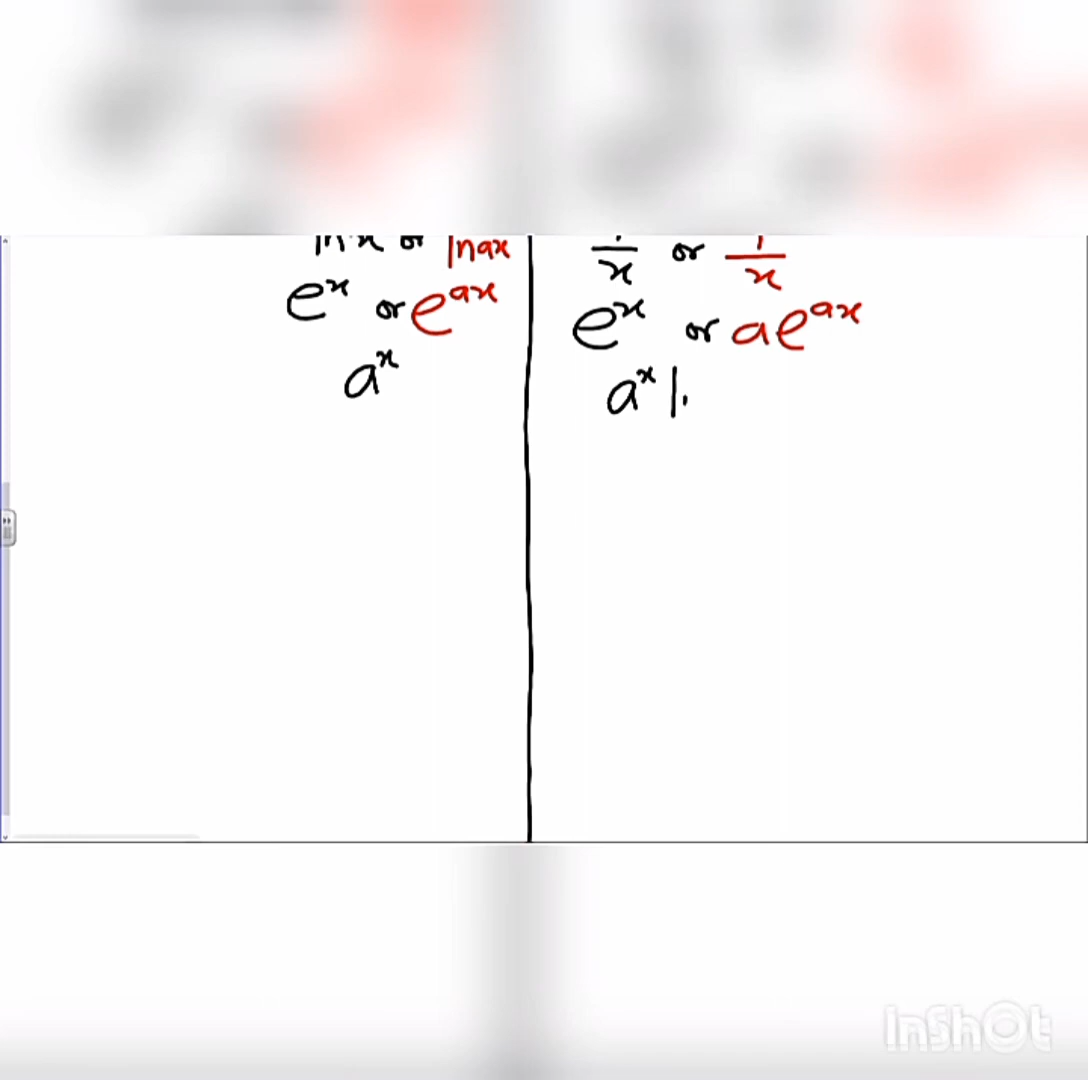 ln x or ln ax | 1/x or 1/x
e^x or e^ax | e^x or ae^ax
a^x | a^x l
InShOt